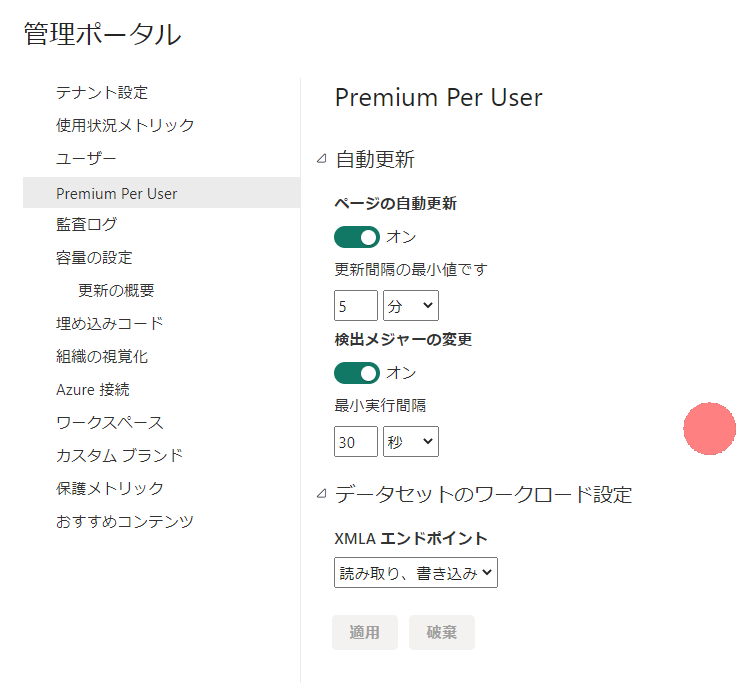 管理ポータル
テナント設定
使用状況メトリック
ユーザー
Premium Per User
監査ログ
容量の設定
更新の概要
埋め込みコード
組織の視覚化
Azure 接続
ワークスペース
カスタム ブランド
保護メトリック
おすすめコンテンツ
Premium Per User
自動更新
ページの自動更新
オン
更新間隔の最小値です
5 分
検出メジャーの変更
オン
最小実行間隔
30 秒
データセットのワークロード設定
XMLA エンドポイント
読み取り、書き込み
適用 破棄